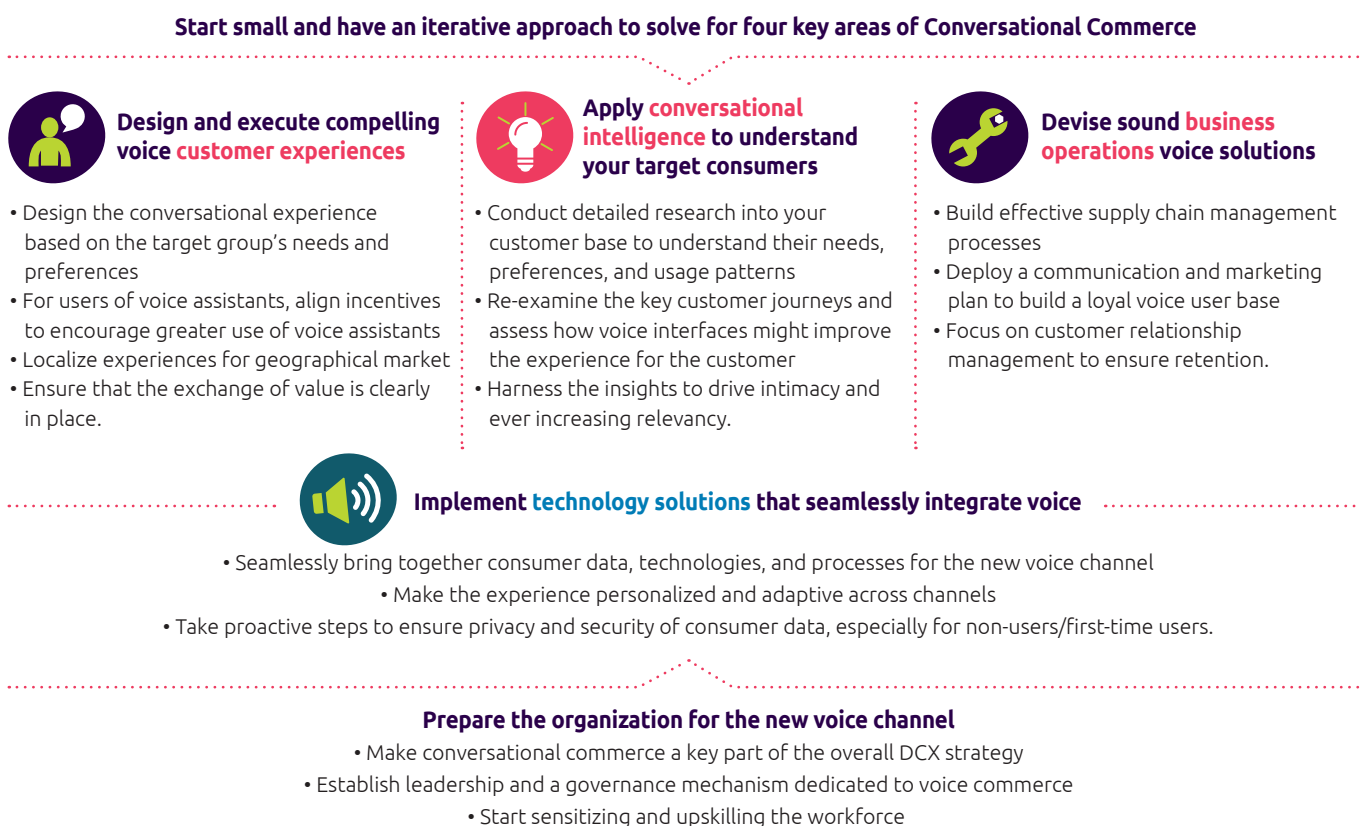 Start small and have an iterative approach to solve for four key areas of Conversational Commerce
Design and execute compelling
voice customer experiences
• Design the conversational experience
based on the target group’s needs and
preferences
• For users of voice assistants, align incentives
to encourage greater use of voice assistants
• Localize experiences for geographical market
• Ensure that the exchange of value is clearly
in place.
Apply conversational
intelligence to understand
your target consumers
• Conduct detailed research into your
customer base to understand their needs,
preferences, and usage patterns
• Re-examine the key customer journeys and
assess how voice interfaces might improve
the experience for the customer
• Harness the insights to drive intimacy and
ever increasing relevancy.
Devise sound business
operations voice solutions
• Build effective supply chain management
processes
• Deploy a communication and marketing
plan to build a loyal voice user base
• Focus on customer relationship
management to ensure retention.
Implement technology solutions that seamlessly integrate voice
• Seamlessly bring together consumer data, technologies, and processes for the new voice channel
• Make the experience personalized and adaptive across channels
• Take proactive steps to ensure privacy and security of consumer data, especially for non-users/first-time users.
Prepare the organization for the new voice channel
• Make conversational commerce a key part of the overall DCX strategy
• Establish leadership and a governance mechanism dedicated to voice commerce
• Start sensitizing and upskilling the workforce